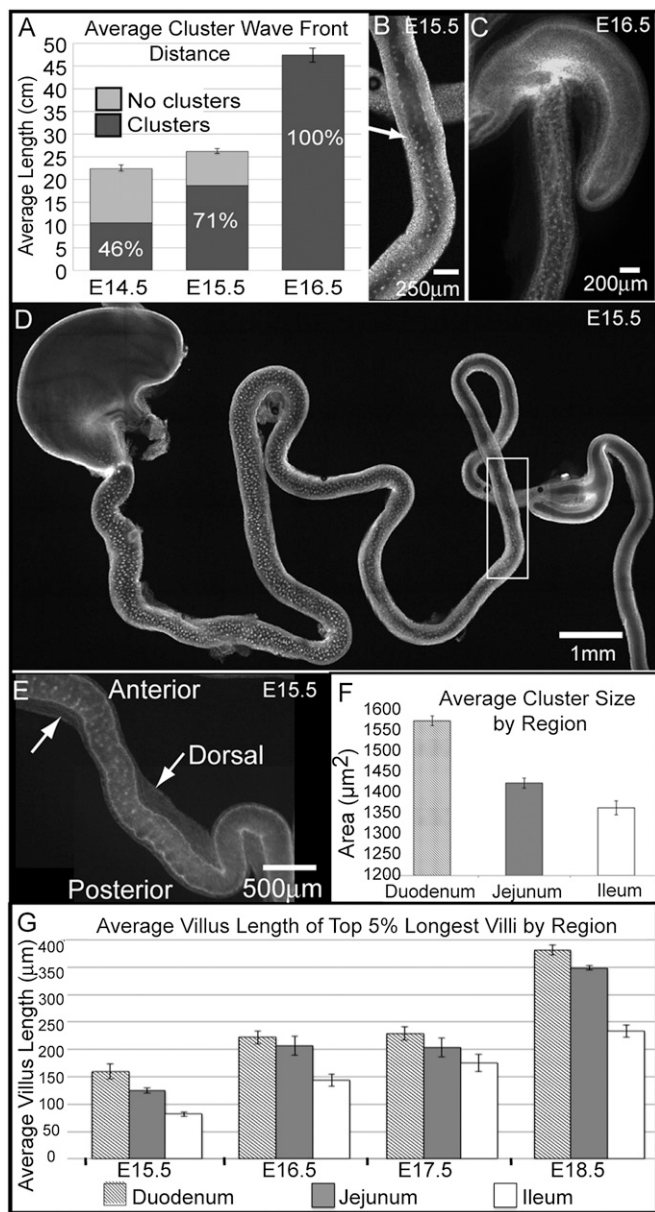 A
Average Cluster Wave Front
Distance
Average Length (cm)
50
45
40
35
30
25
20
15
10
5
0
No clusters
Clusters
46%
71%
100%
E14.5
E15.5
E16.5
B
E15.5
250µm
C
E16.5
200µm
D
E15.5
1mm
E
Anterior
E15.5
Dorsal
Posterior
500µm
F
Average Cluster Size
by Region
Area (µm²)
1600
1550
1500
1450
1400
1350
1300
1250
1200
Duodenum
Jejunum
Ileum
G
Average Villus Length of Top 5% Longest Villi by Region
Average Villus Length (µm)
400
350
300
250
200
150
100
50
0
E15.5
E16.5
E17.5
E18.5
Duodenum
Jejunum
Ileum